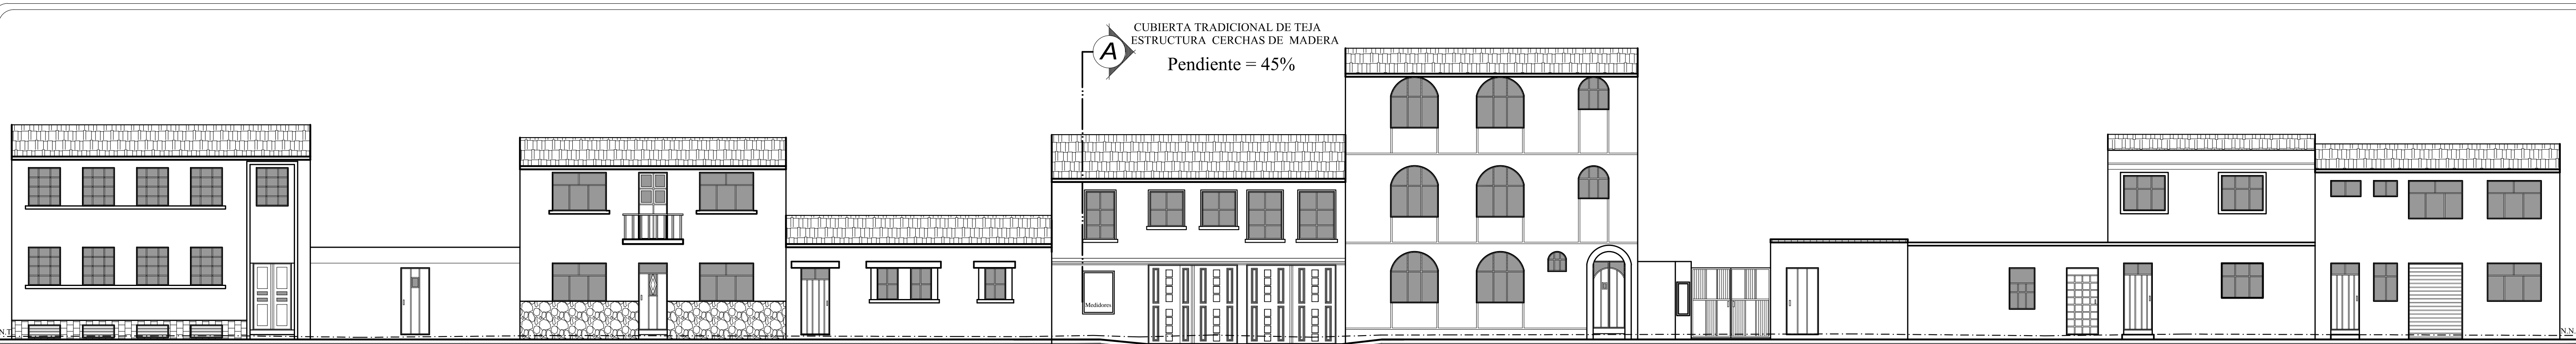 CUBIERTA TRADICIONAL DE TEJA
ESTRUCTURA CERCHAS DE MADERA
A
Pendiente = 45%
Medidores
N.T.
N.N.